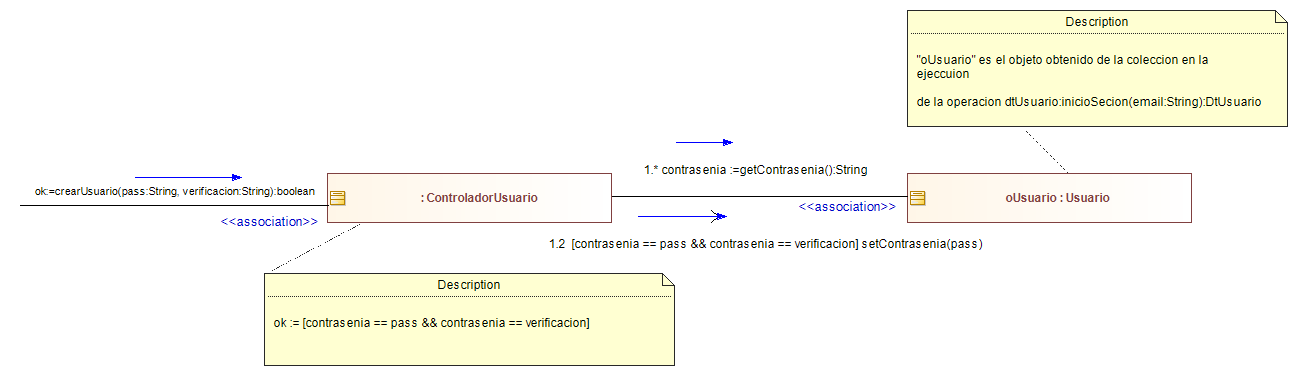 Description
"oUsuario" es el objeto obtenido de la coleccion en la
ejeccuion
de la operacion dtUsuario:inicioSecion(email:String):DtUsuario
1.* contrasenia :=getContrasenia():String
ok:=crearUsuario(pass:String, verificacion:String):boolean
: ControladorUsuario
oUsuario : Usuario
<<association>>
<<association>>
1.2 [contrasenia == pass && contrasenia == verificacion] setContrasenia(pass)
Description
ok := [contrasenia == pass && contrasenia == verificacion]